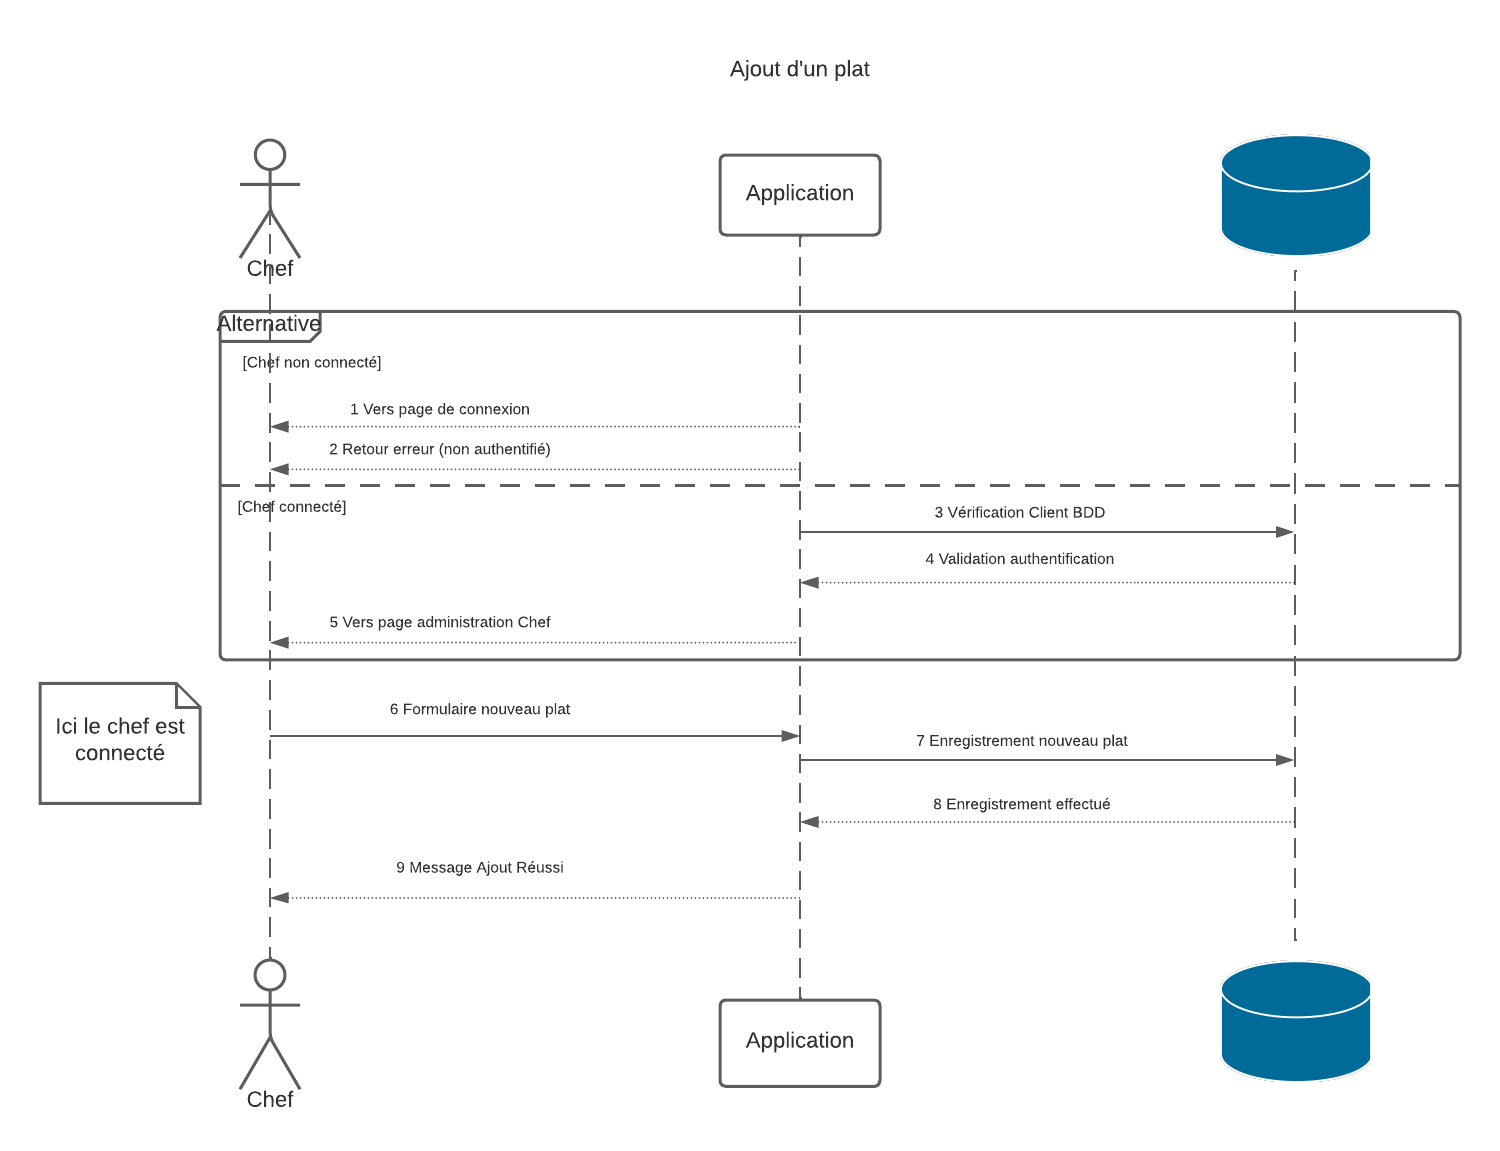 Ajout d'un plat
Chef
Application
Alternative
[Chef non connecté]
1 Vers page de connexion
2 Retour erreur (non authentifié)
[Chef connecté]
3 Vérification Client BDD
4 Validation authentification
5 Vers page administration Chef
Ici le chef est
connecté
6 Formulaire nouveau plat
7 Enregistrement nouveau plat
8 Enregistrement effectué
9 Message Ajout Réussi
Chef
Application